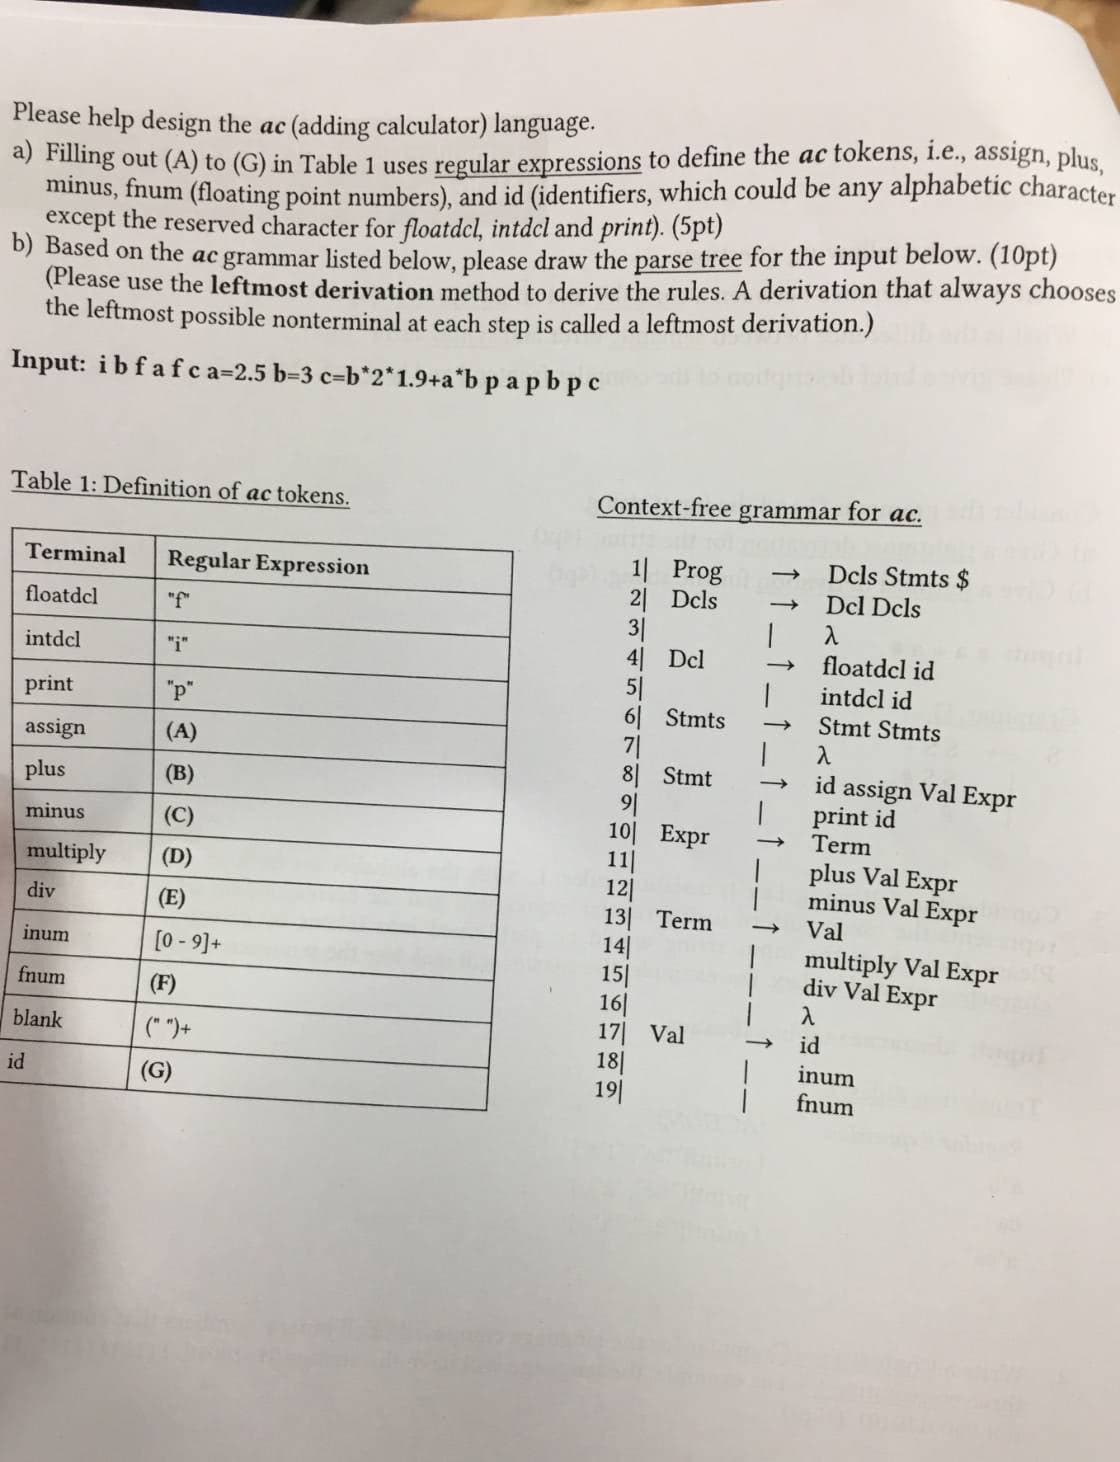 Please help design the ac (adding calculator) language.
a) Filling out (A) to (G) in Table 1 uses regular expressions to define the ac tokens, i.e., assign, plus,
minus, fnum (floating point numbers), and id (identifiers, which could be any alphabetic character
except the reserved character for floatdcl, intdcl and print). (5pt)
b) Based on the ac grammar listed below, please draw the parse tree for the input below. (10pt)
(Please use the leftmost derivation method to derive the rules. A derivation that always chooses
the leftmost possible nonterminal at each step is called a leftmost derivation.)
Input: i b f a f c a=2.5 b=3 c=b*2*1.9+a*b p a p b p c
Table 1: Definition of ac tokens.
Terminal Regular Expression
floatdcl "f"
intdcl "i"
print "p"
assign (A)
plus (B)
minus (C)
multiply (D)
div (E)
inum [0 - 9]+
fnum (F)
blank (" ")+
id (G)
Context-free grammar for ac.
1| Prog → Dcls Stmts $
2| Dcls → Dcl Dcls
3| | λ
4| Dcl → floatdcl id
5| | intdcl id
6| Stmts → Stmt Stmts
7| | λ
8| Stmt → id assign Val Expr
9| | print id
10| Expr → Term
11| | plus Val Expr
12| | minus Val Expr
13| Term → Val
14| | multiply Val Expr
15| | div Val Expr
16| | λ
17| Val → id
18| | inum
19| | fnum